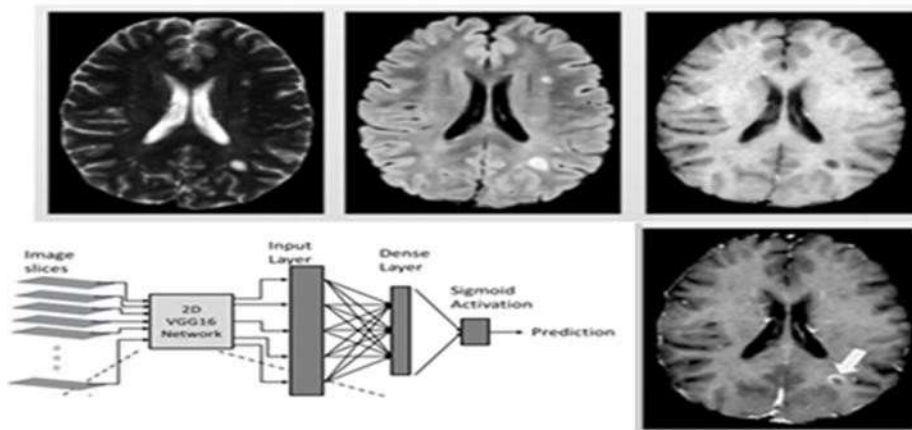 Image
slices
Input
Layer
Dense
Layer
Sigmoid
Activation
2D
VGG16
Network
Prediction